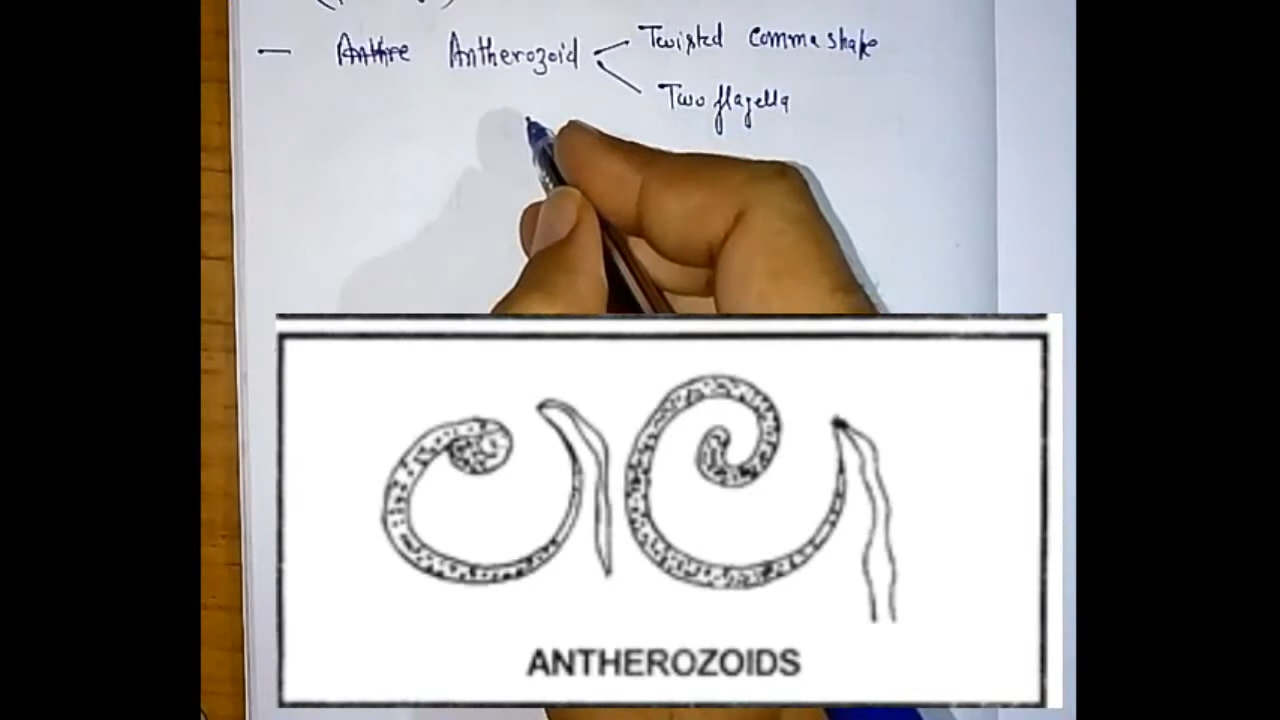 — Anthre Antherozoid Twisted comma shape
Two flagella
ANTHEROZOIDS